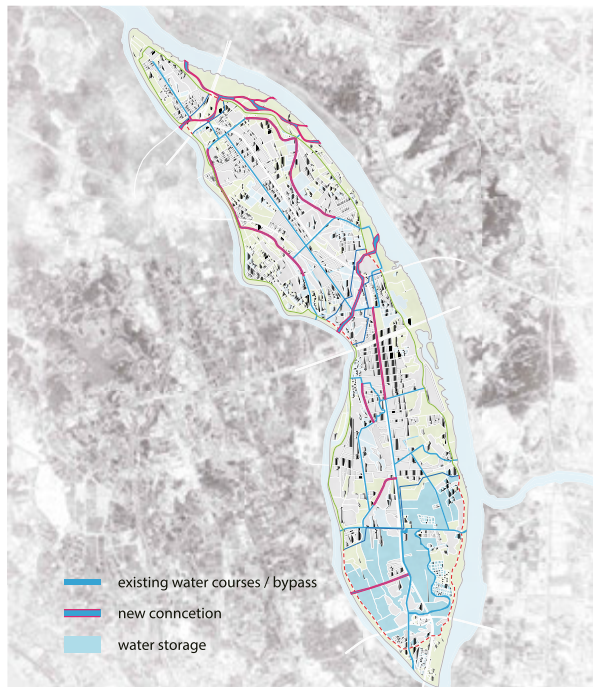 existing water courses / bypass
new conncetion
water storage